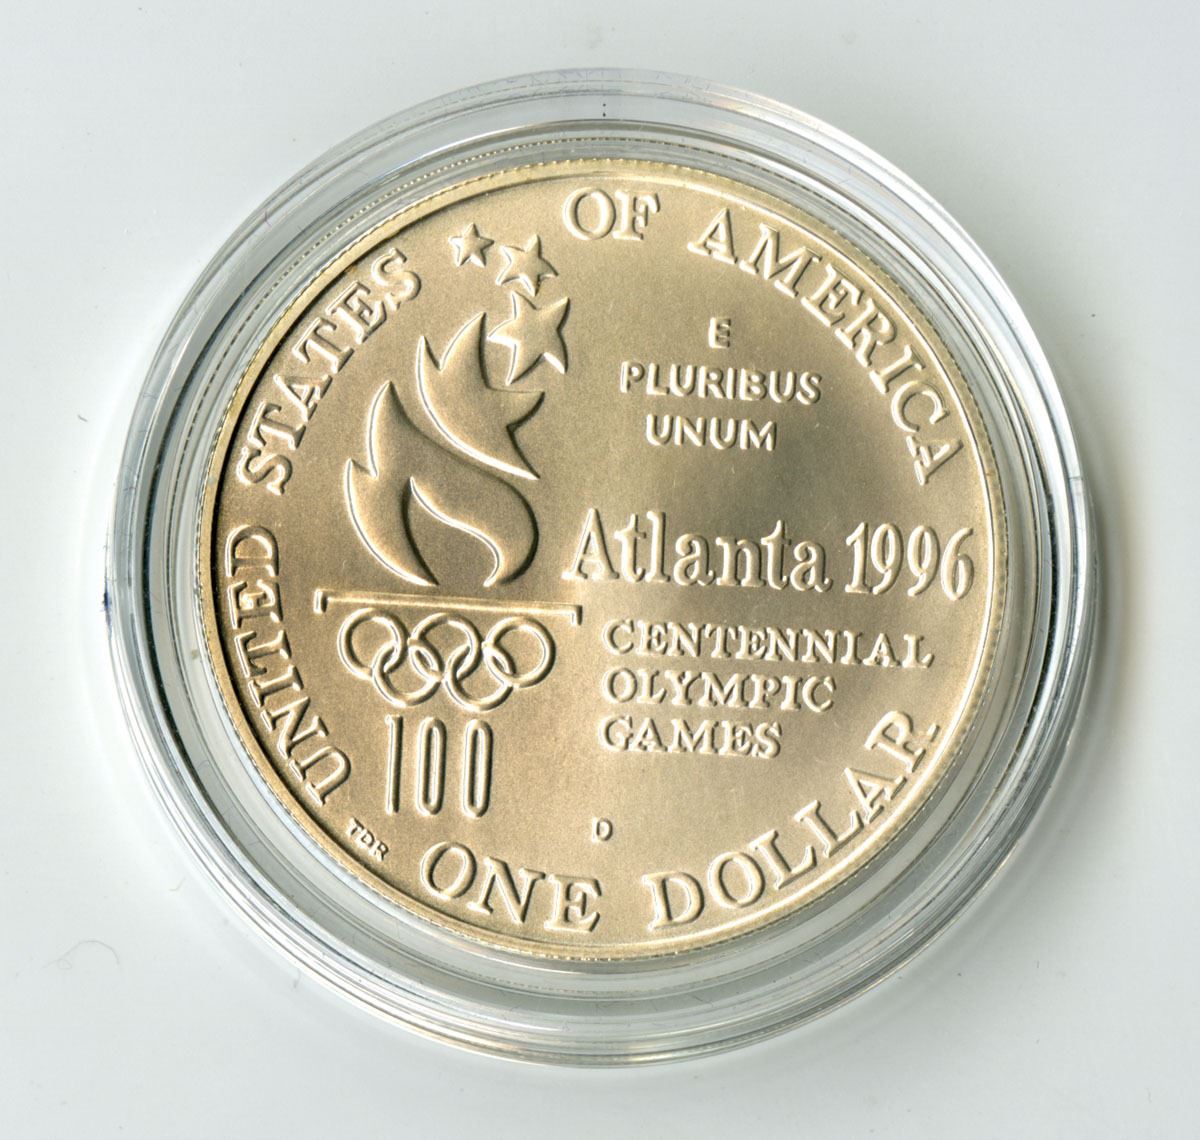 UNITED STATES OF AMERICA
E
PLURIBUS
UNUM
Atlanta 1996
CENTENNIAL
OLYMPIC
GAMES
100
D
TDR
ONE DOLLAR